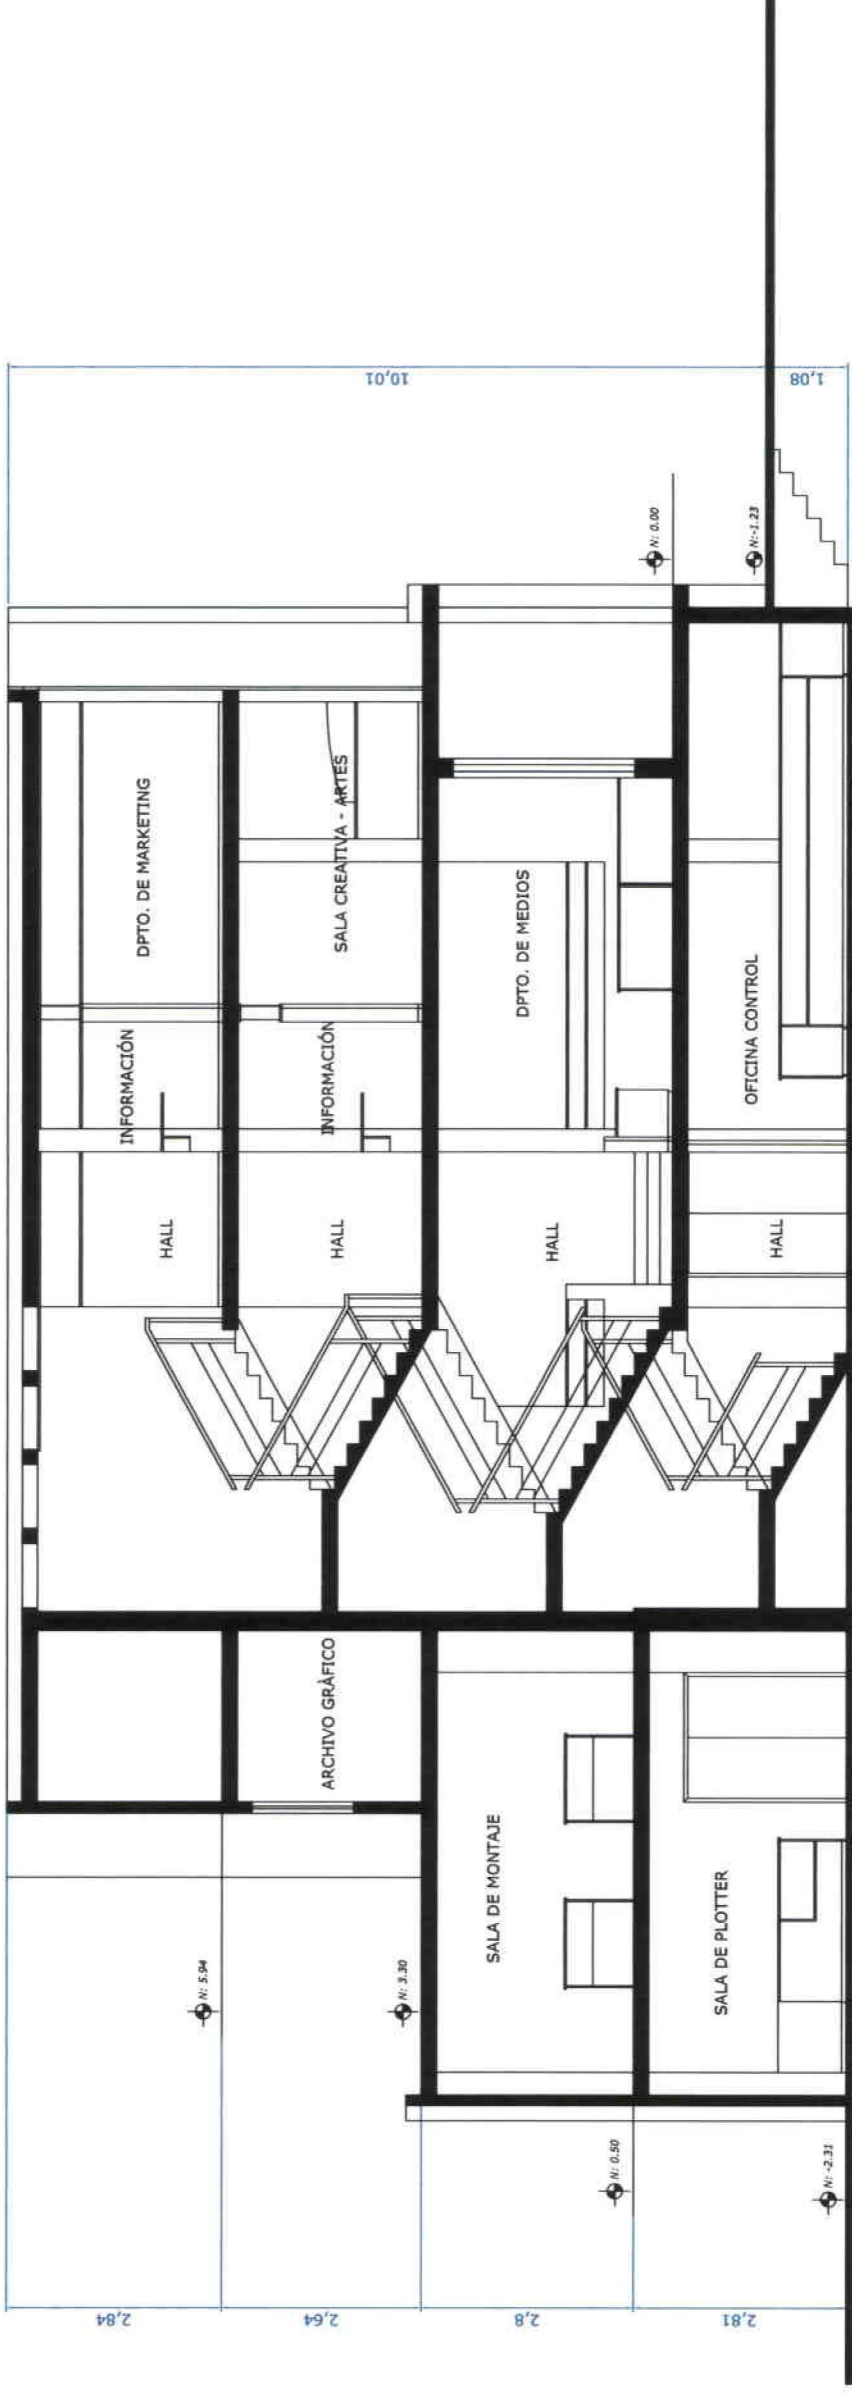 2,84
INFORMACIÓN
DPTO. DE MARKETING
HALL
N: 5.94
2,64
ARCHIVO GRÀFICO
HALL
INFORMACIÓN
SALA CREATIVA - ARTES
10,01
N: 3.30
2,8
SALA DE MONTAJE
HALL
DPTO. DE MEDIOS
N: 0.50
N: 0.00
2,81
SALA DE PLOTTER
HALL
OFICINA CONTROL
N:-1.23
1,08
N: -2.31